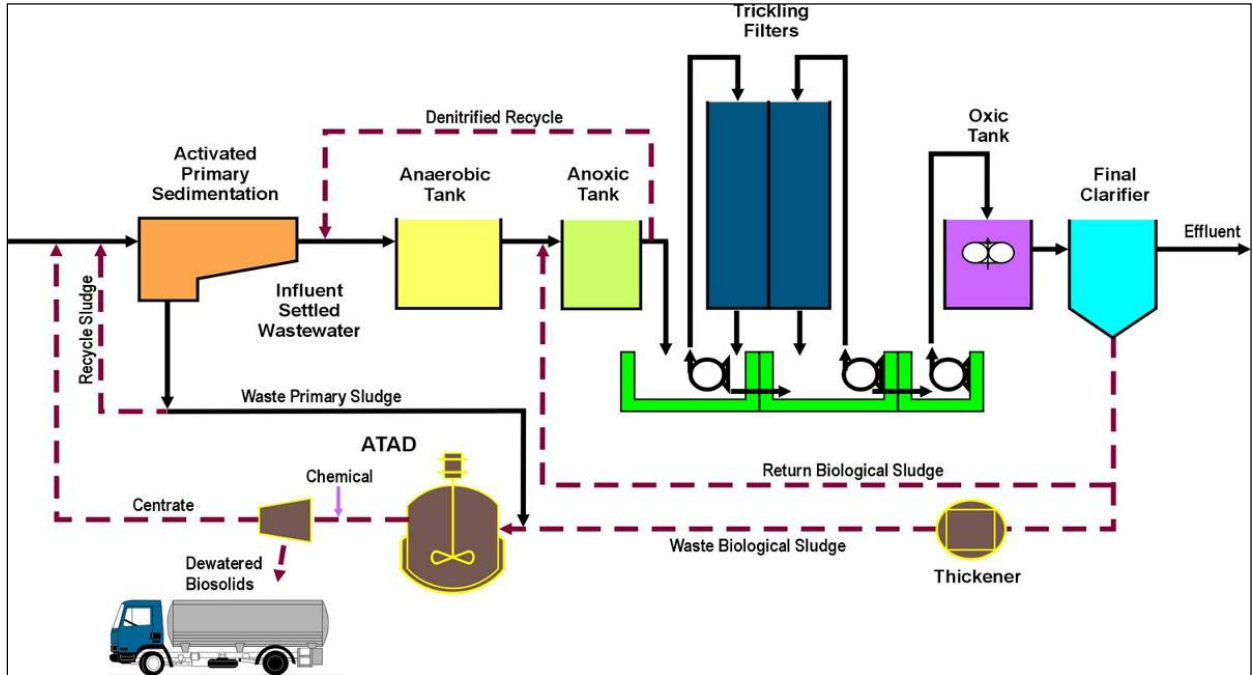 Trickling
Filters
Denitrified Recycle
Oxic
Tank
Activated
Primary
Sedimentation
Anaerobic
Tank
Anoxic
Tank
Final
Clarifier
Effluent
Influent
Settled
Wastewater
Recycle Sludge
Waste Primary Sludge
ATAD
Chemical
Return Biological Sludge
Centrate
Waste Biological Sludge
Dewatered
Biosolids
Thickener